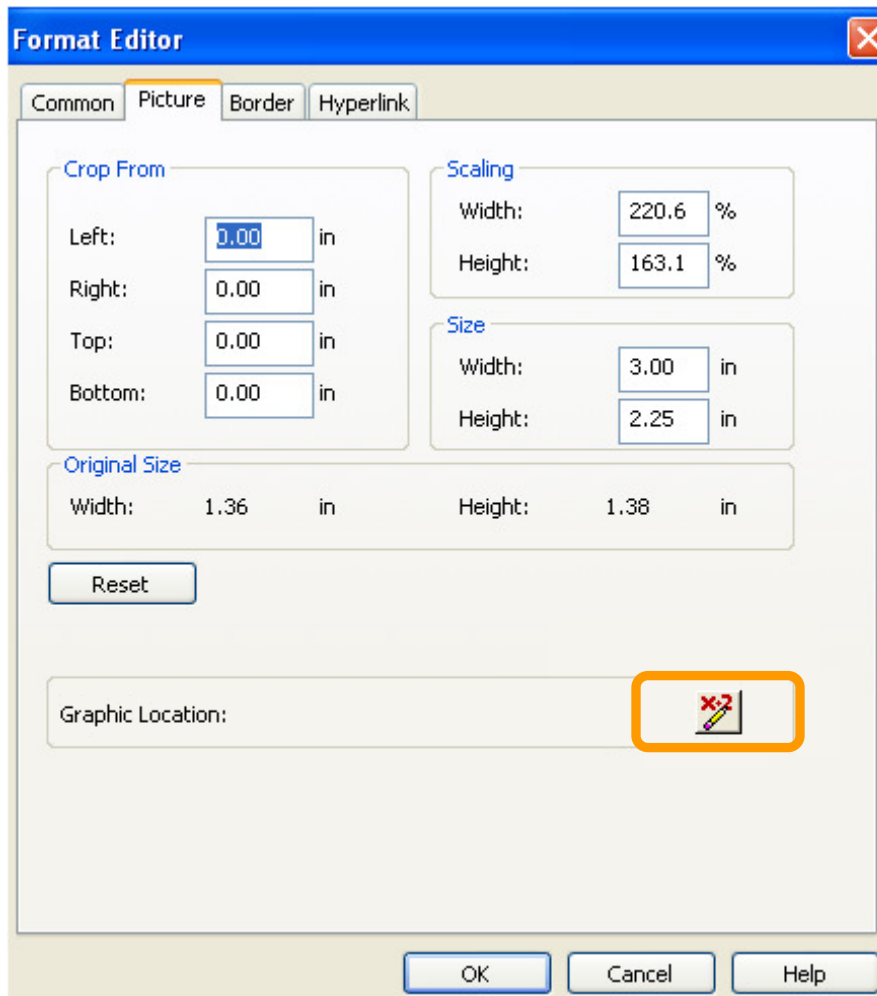 Format Editor
Common Picture Border Hyperlink
Crop From
Left: 0.00 in
Right: 0.00 in
Top: 0.00 in
Bottom: 0.00 in
Scaling
Width: 220.6 %
Height: 163.1 %
Size
Width: 3.00 in
Height: 2.25 in
Original Size
Width: 1.36 in Height: 1.38 in
Reset
Graphic Location: X·2
OK Cancel Help